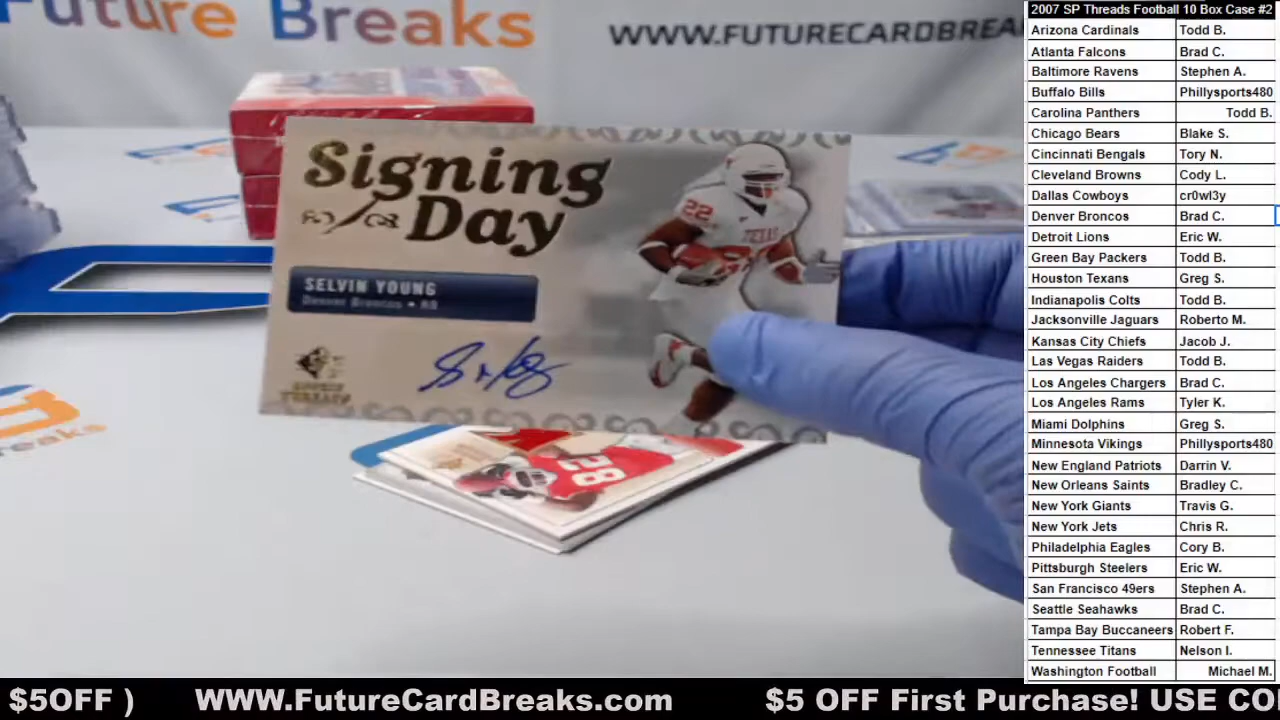 Future Breaks
WWW.FUTURECARDBREA
Signing
Day
SELVIN YOUNG
Denver Broncos • RB
22
TEXAS
SP
ROOKIE
THREADS
28
reaks
2007 SP Threads Football 10 Box Case #2
Arizona Cardinals Todd B.
Atlanta Falcons Brad C.
Baltimore Ravens Stephen A.
Buffalo Bills Phillysports480
Carolina Panthers Todd B.
Chicago Bears Blake S.
Cincinnati Bengals Tory N.
Cleveland Browns Cody L.
Dallas Cowboys cr0wl3y
Denver Broncos Brad C.
Detroit Lions Eric W.
Green Bay Packers Todd B.
Houston Texans Greg S.
Indianapolis Colts Todd B.
Jacksonville Jaguars Roberto M.
Kansas City Chiefs Jacob J.
Las Vegas Raiders Todd B.
Los Angeles Chargers Brad C.
Los Angeles Rams Tyler K.
Miami Dolphins Greg S.
Minnesota Vikings Phillysports480
New England Patriots Darrin V.
New Orleans Saints Bradley C.
New York Giants Travis G.
New York Jets Chris R.
Philadelphia Eagles Cory B.
Pittsburgh Steelers Eric W.
San Francisco 49ers Stephen A.
Seattle Seahawks Brad C.
Tampa Bay Buccaneers Robert F.
Tennessee Titans Nelson I.
Washington Football Michael M.
$5OFF ) WWW.FutureCardBreaks.com $5 OFF First Purchase! USE CO